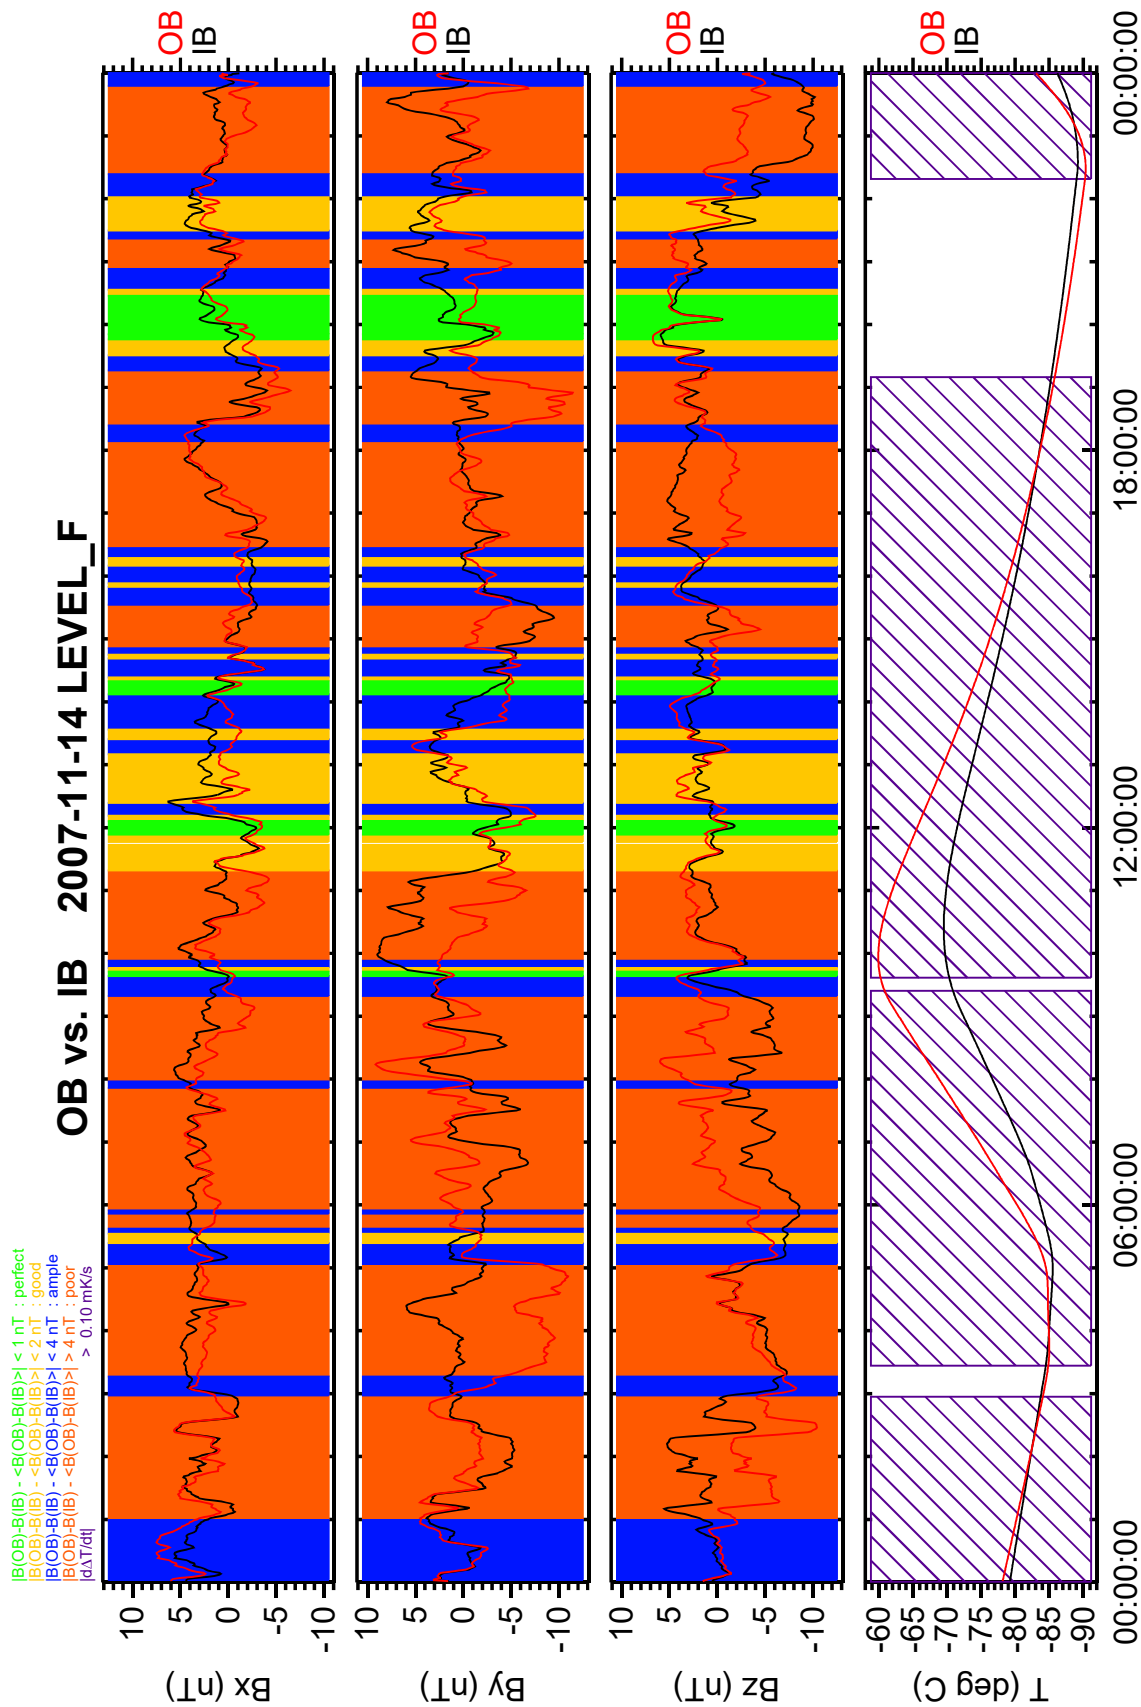 |B(OB)-B(IB) - <B(OB)-B(IB)>| < 1 nT : perfect
|B(OB)-B(IB) - <B(OB)-B(IB)>| < 2 nT : good
|B(OB)-B(IB) - <B(OB)-B(IB)>| < 4 nT : ample
|B(OB)-B(IB) - <B(OB)-B(IB)>| > 4 nT : poor
|dΔT/dt| > 0.10 mK/s
OB vs. IB 2007-11-14 LEVEL_F
Bx (nT)
10
5
0
-5
-10
OB
IB
By (nT)
10
5
0
-5
-10
OB
IB
Bz (nT)
10
5
0
-5
-10
OB
IB
T (deg C)
-60
-70
-75
-80
-85
-90
OB
IB
00:00:00
06:00:00
12:00:00
18:00:00
00:00:00